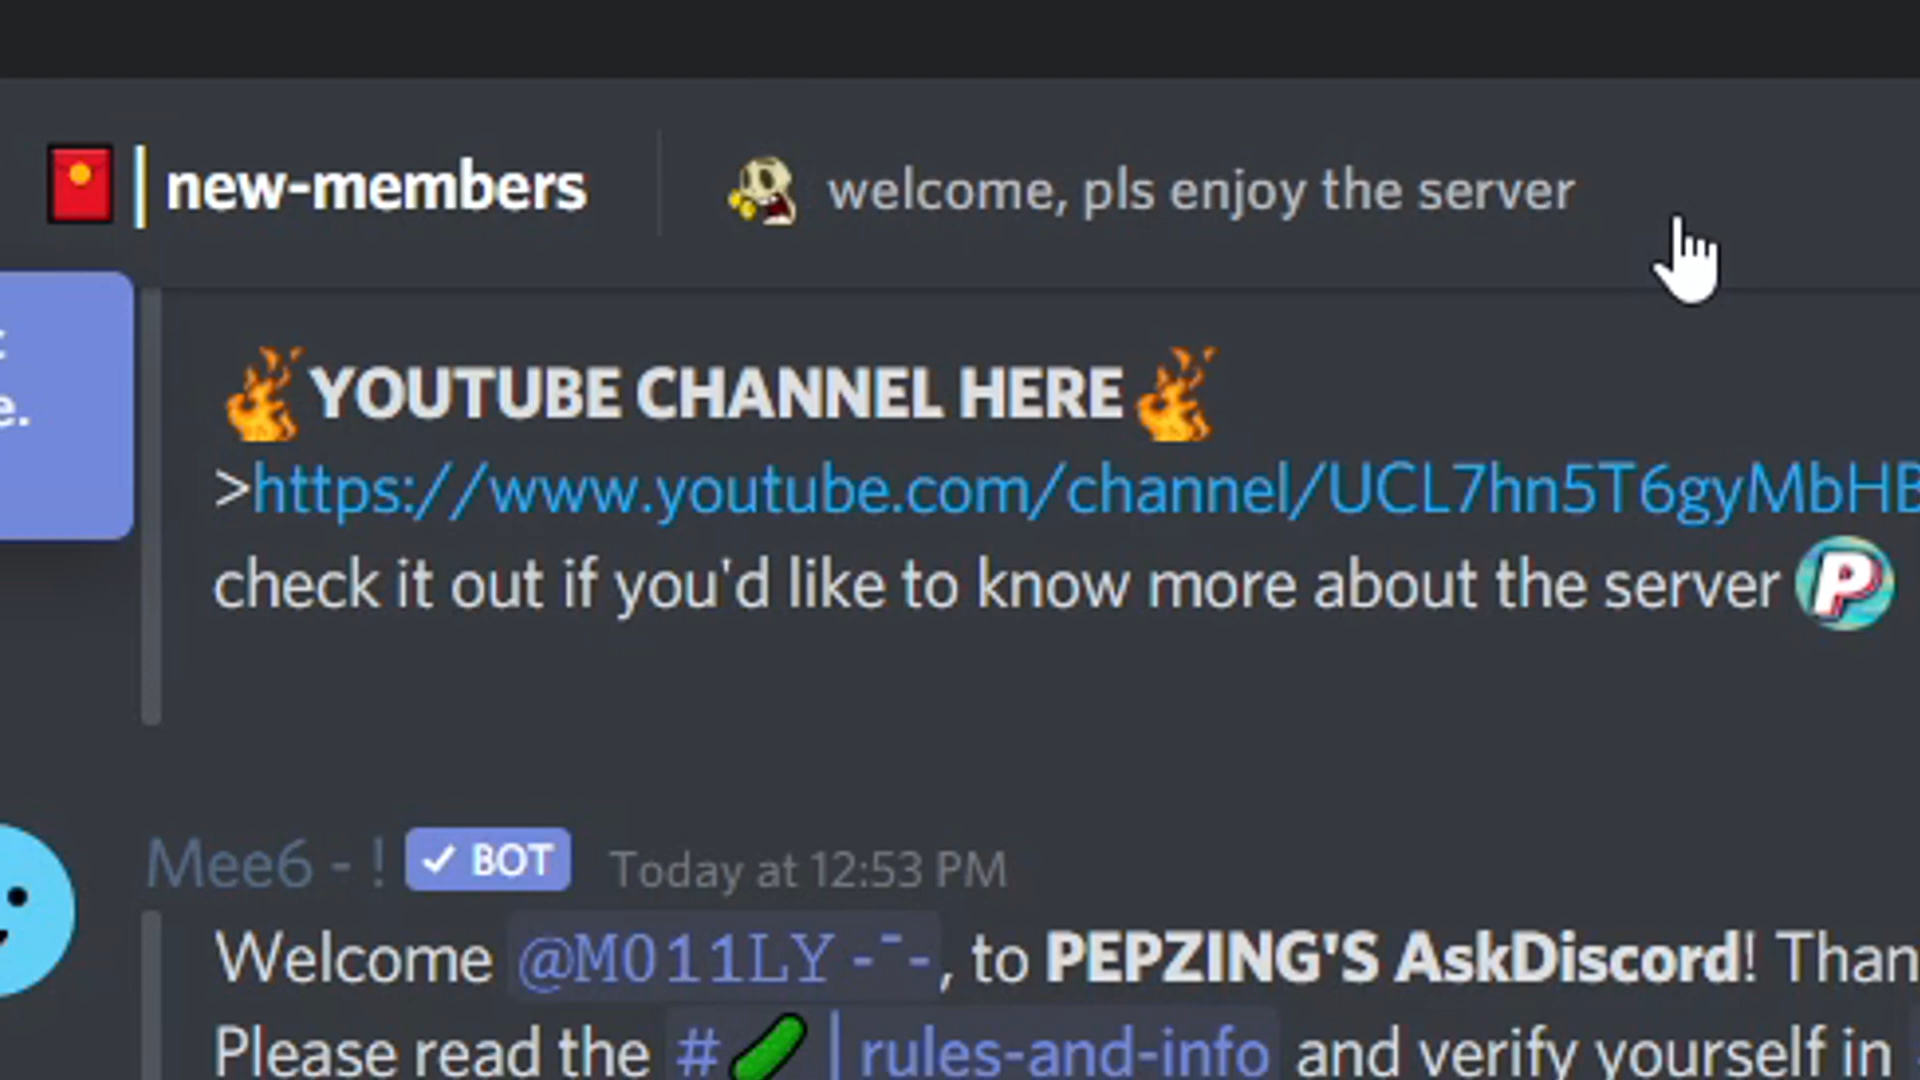 new-members welcome, pls enjoy the server
e.
YOUTUBE CHANNEL HERE
>https://www.youtube.com/channel/UCL7hn5T6gyMbHB
check it out if you'd like to know more about the server P
Mee6 - ! ✓ BOT Today at 12:53 PM
Welcome @M011LY -¯-, to PEPZING'S AskDiscord! Than
Please read the # | rules-and-info and verify yourself in